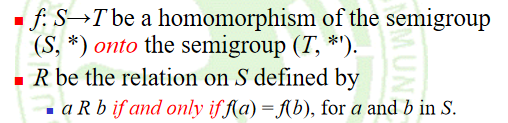 f: S→T be a homomorphism of the semigroup
(S, *) onto the semigroup (T, *').
R be the relation on S defined by
a R b if and only if f(a) = f(b), for a and b in S.